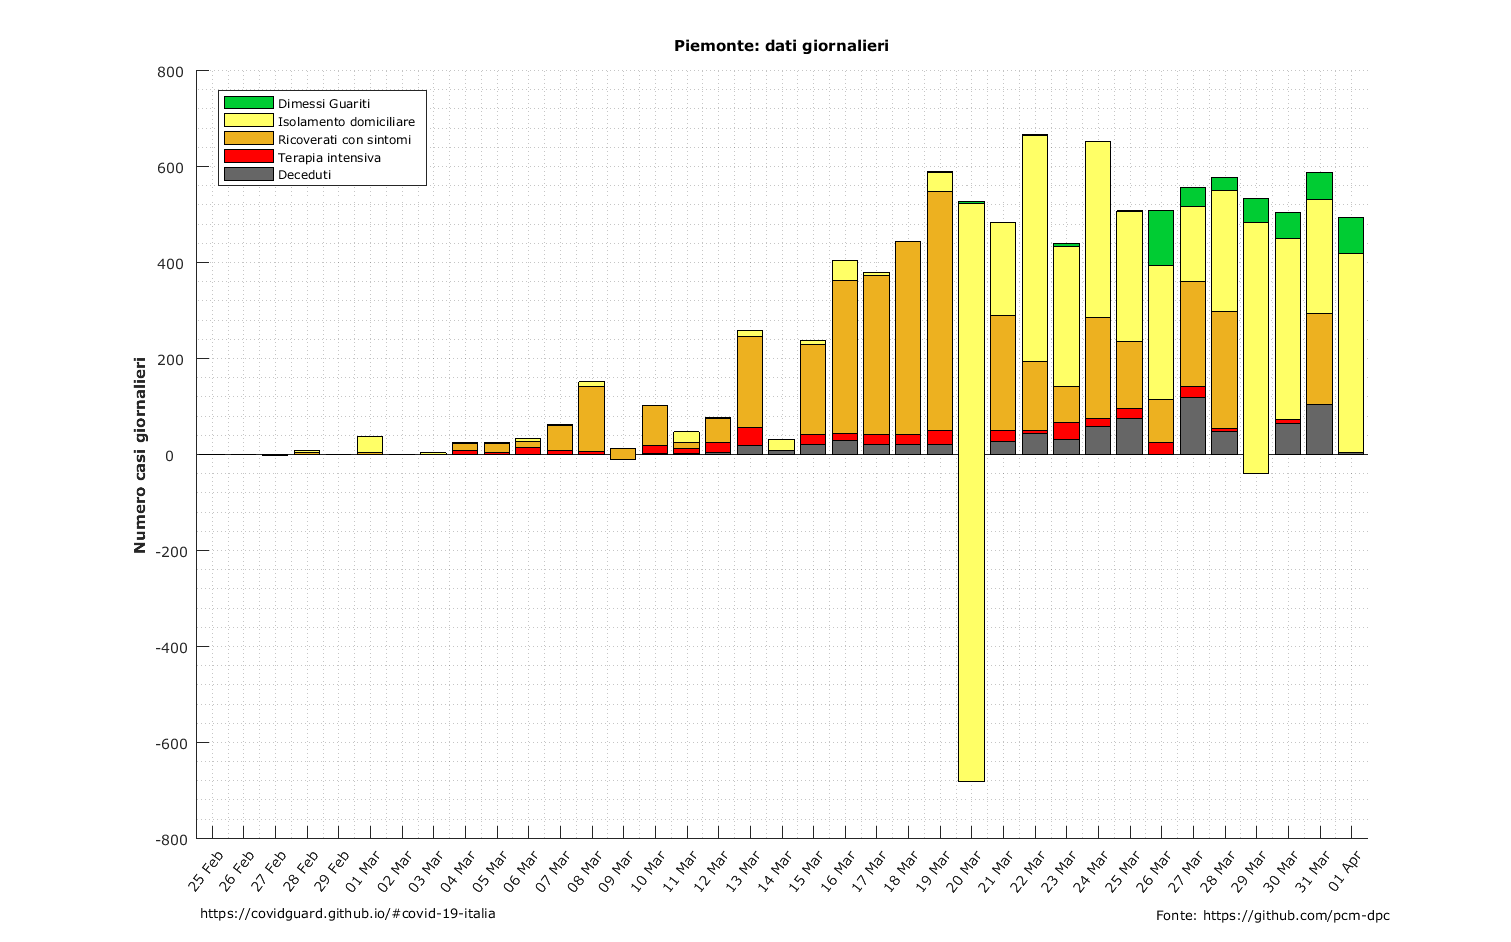 Piemonte: dati giornalieri
Dimessi Guariti
Isolamento domiciliare
Ricoverati con sintomi
Terapia intensiva
Deceduti
Numero casi giornalieri
800
600
400
200
0
-200
-400
-600
-800
25 Feb
26 Feb
27 Feb
28 Feb
29 Feb
01 Mar
02 Mar
03 Mar
04 Mar
05 Mar
06 Mar
07 Mar
08 Mar
09 Mar
10 Mar
11 Mar
12 Mar
13 Mar
14 Mar
15 Mar
16 Mar
17 Mar
18 Mar
19 Mar
20 Mar
21 Mar
22 Mar
23 Mar
24 Mar
25 Mar
26 Mar
27 Mar
28 Mar
29 Mar
30 Mar
31 Mar
01 Apr
https://covidguard.github.io/#covid-19-italia
Fonte: https://github.com/pcm-dpc